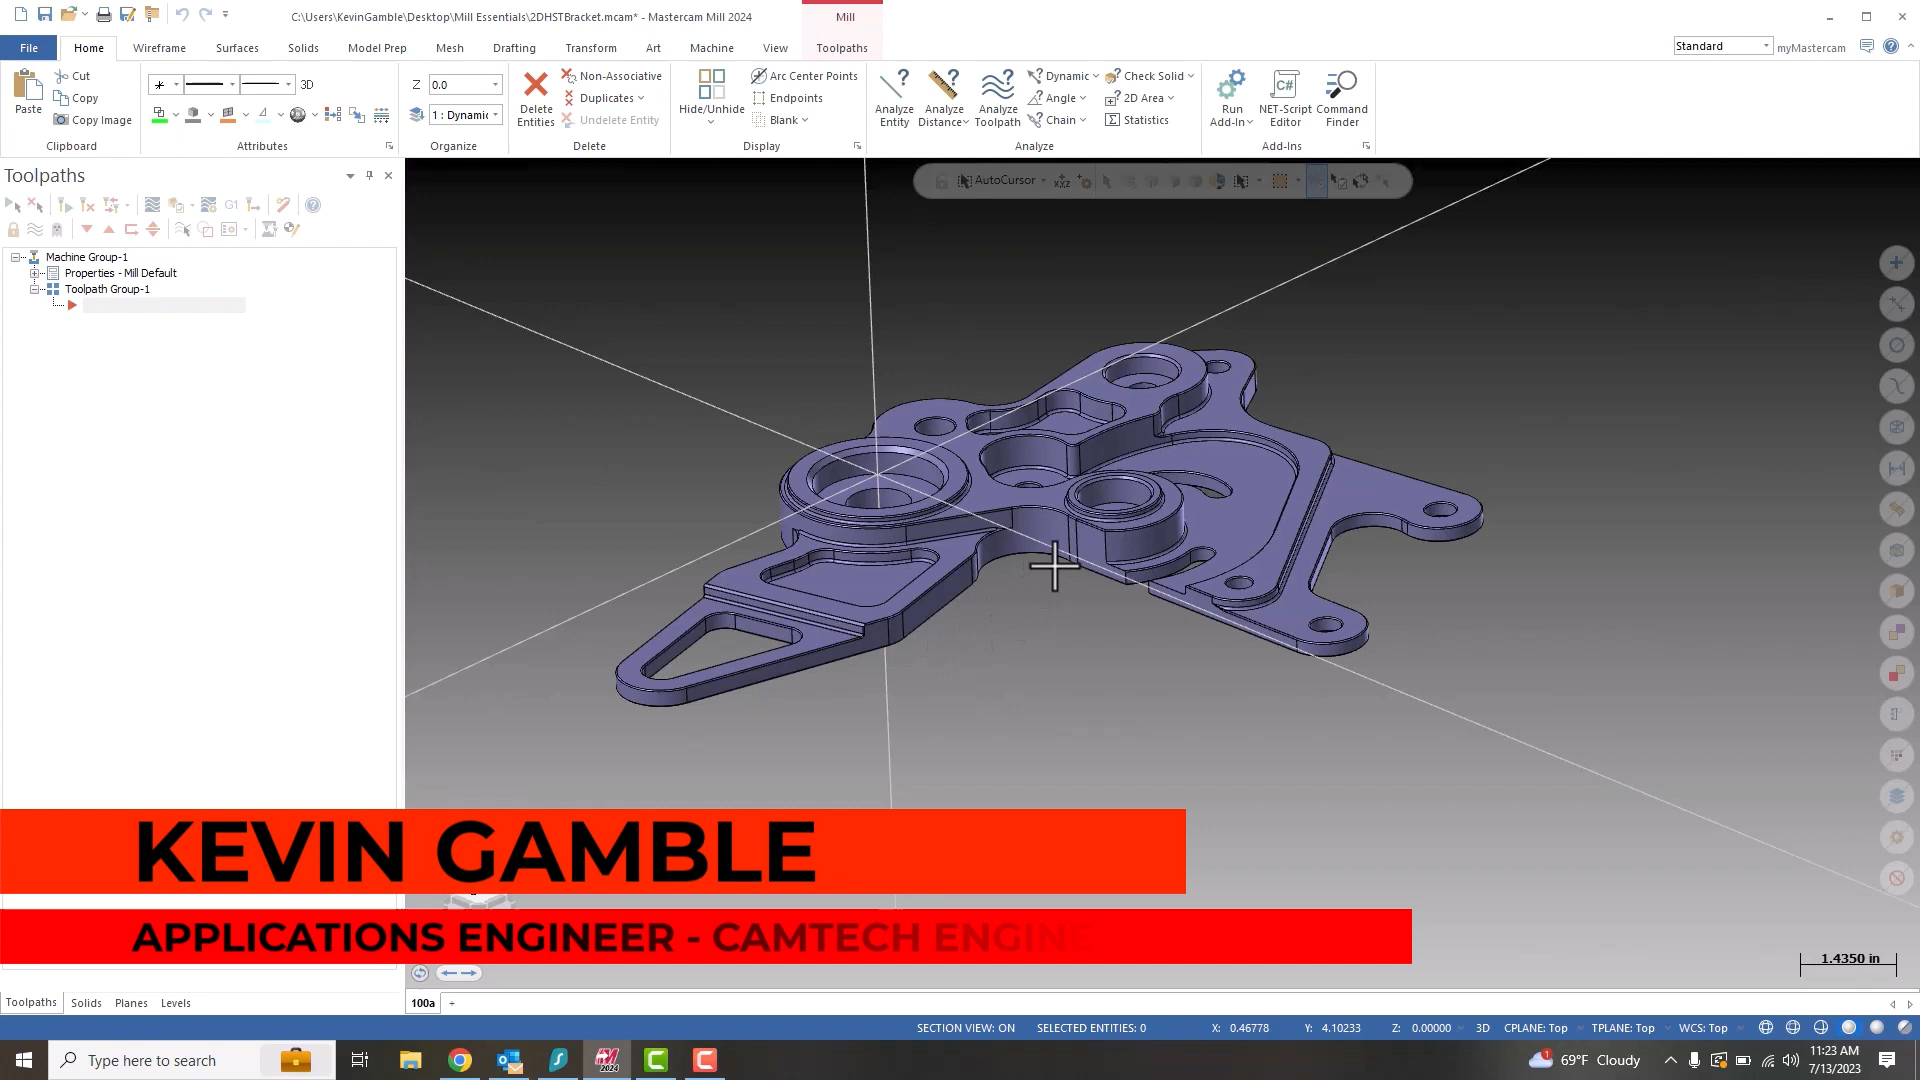 C:\Users\KevinGamble\Desktop\Mill Essentials\2DHSTBracket.mcam* - Mastercam Mill 2024
Mill
File
Home
Wireframe
Surfaces
Solids
Model Prep
Mesh
Drafting
Transform
Art
Machine
View
Toolpaths
Standard
myMastercam
Paste
Cut
Copy
Copy Image
Clipboard
3D
Attributes
Z
0.0
1 : Dynamic
Organize
Delete Entities
Non-Associative
Duplicates
Undelete Entity
Delete
Hide/Unhide
Arc Center Points
Endpoints
Blank
Display
Analyze Entity
Analyze Distance
Analyze Toolpath
Dynamic
Angle
Chain
Check Solid
2D Area
Statistics
Analyze
Run Add-In
NET-Script Editor
C#
Command Finder
Add-Ins
Toolpaths
G1
Machine Group-1
Properties - Mill Default
Toolpath Group-1
AutoCursor
KEVIN GAMBLE
APPLICATIONS ENGINEER - CAMTECH ENGINE
1.4350 in
Toolpaths
Solids
Planes
Levels
100a
+
SECTION VIEW: ON
SELECTED ENTITIES: 0
X: 0.46778
Y: 4.10233
Z: 0.00000
3D
CPLANE: Top
TPLANE: Top
WCS: Top
Type here to search
2024
1
69°F Cloudy
11:23 AM
7/13/2023